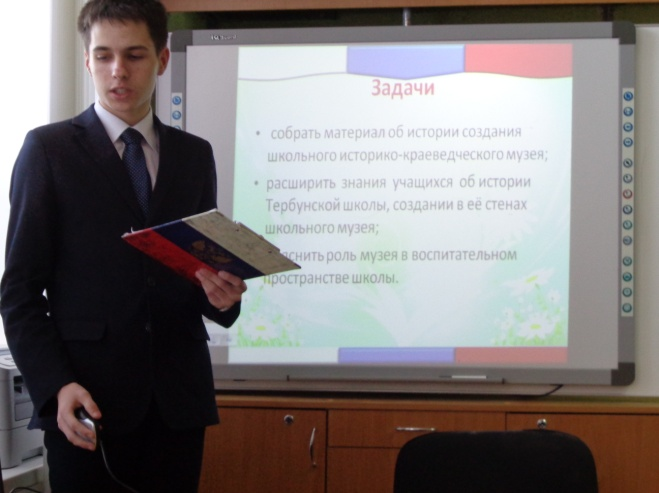 Задачи
• собрать материал об истории создания
школьного историко-краеведческого музея;
• расширить знания учащихся об истории
Тербунской школы, создании в её стенах
школьного музея;
яснить роль музея в воспитательном
пространстве школы.